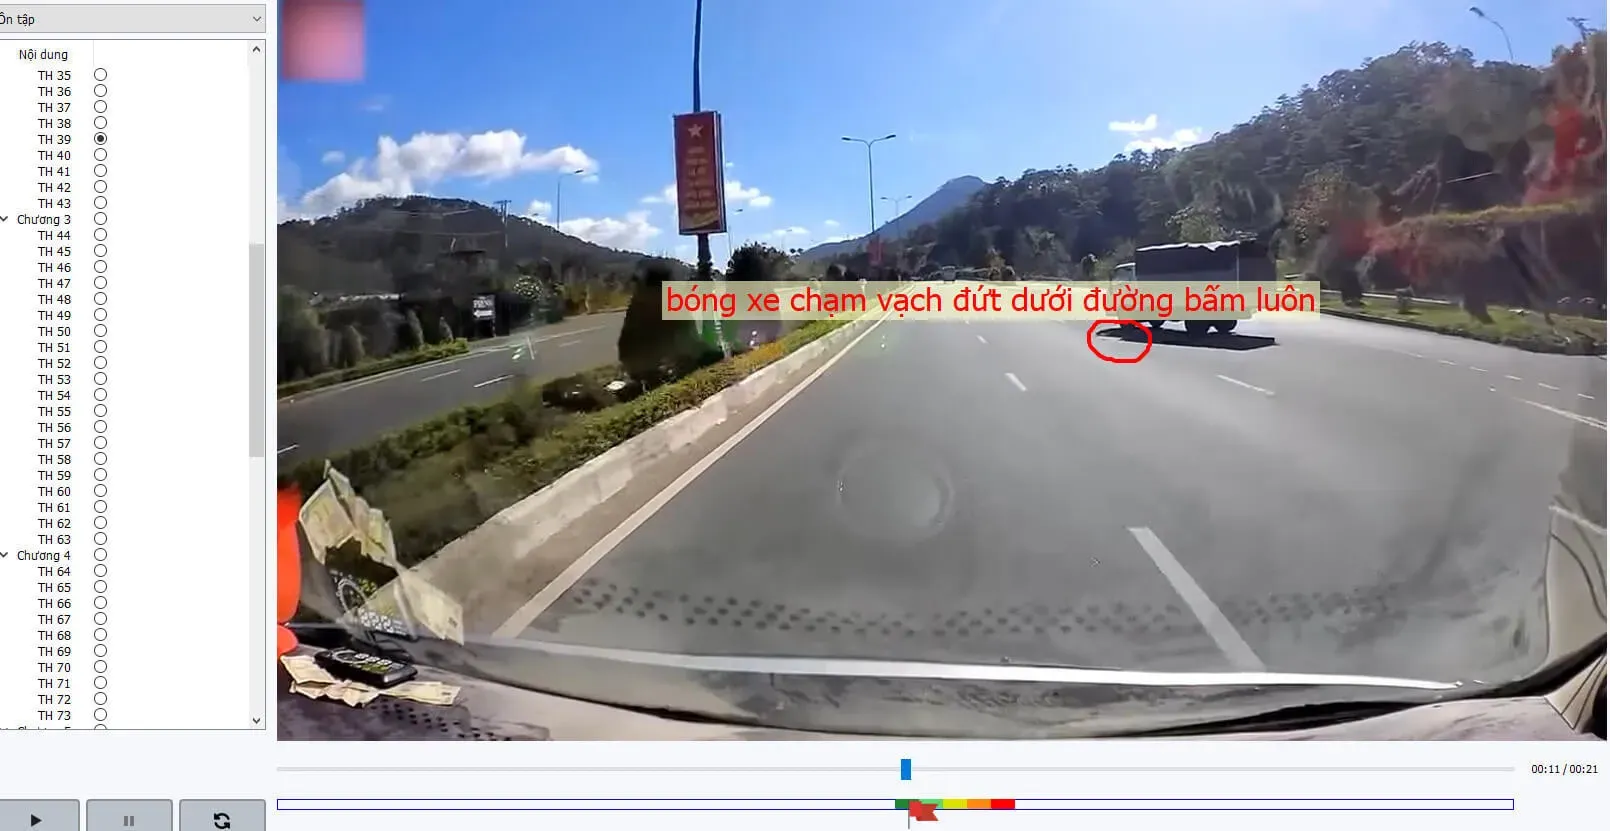 Ôn tập
Nội dung
TH 35
TH 36
TH 37
TH 38
TH 39
TH 40
TH 41
TH 42
TH 43
Chương 3
TH 44
TH 45
TH 46
TH 47
TH 48
TH 49
TH 50
TH 51
TH 52
TH 53
TH 54
TH 55
TH 56
TH 57
TH 58
TH 59
TH 60
TH 61
TH 62
TH 63
Chương 4
TH 64
TH 65
TH 66
TH 67
TH 68
TH 69
TH 70
TH 71
TH 72
TH 73
bóng xe chạm vạch đứt dưới đường bấm luôn
00:11 / 00:21